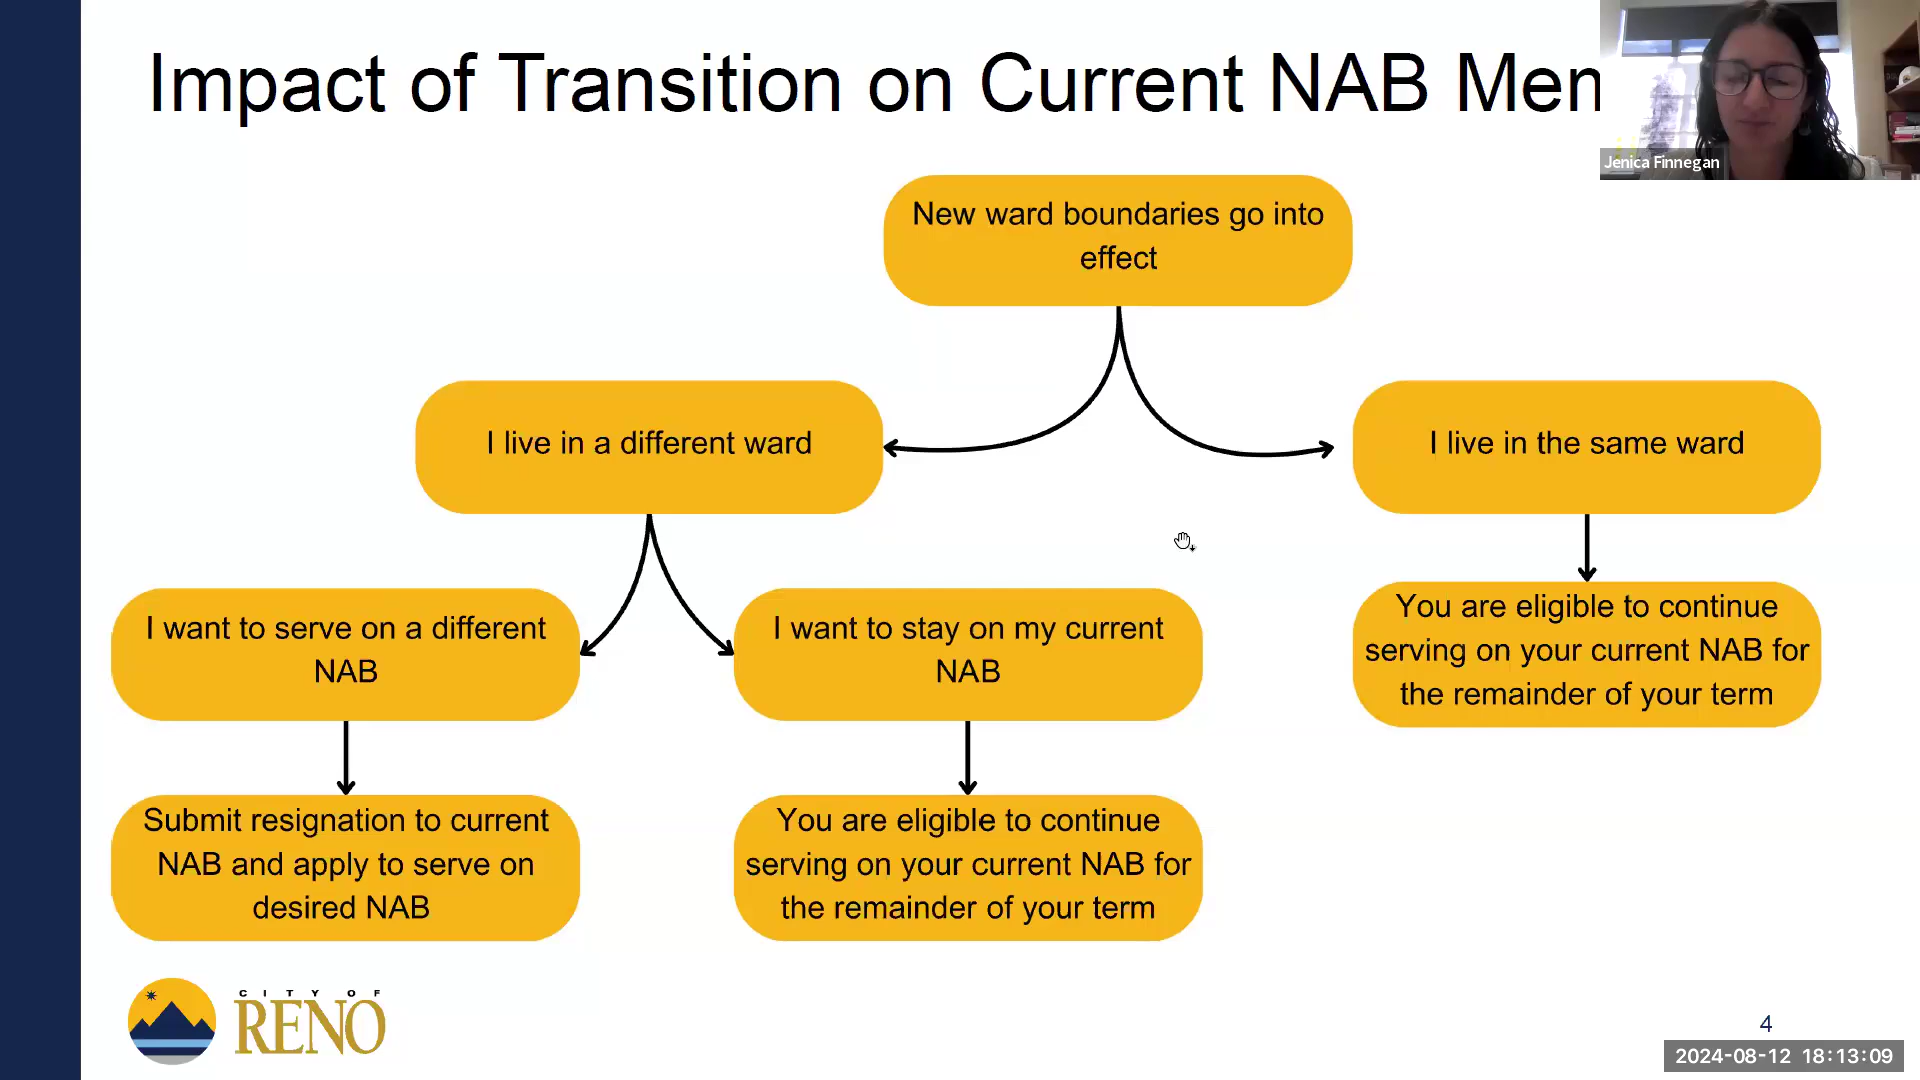 Impact of Transition on Current NAB Mem
Jenica Finnegan
New ward boundaries go into
effect
I live in a different ward
I live in the same ward
I want to serve on a different
NAB
I want to stay on my current
NAB
You are eligible to continue
serving on your current NAB for
the remainder of your term
Submit resignation to current
NAB and apply to serve on
desired NAB
You are eligible to continue
serving on your current NAB for
the remainder of your term
CITY OF
RENO
4
2024-08-12 18:13:09